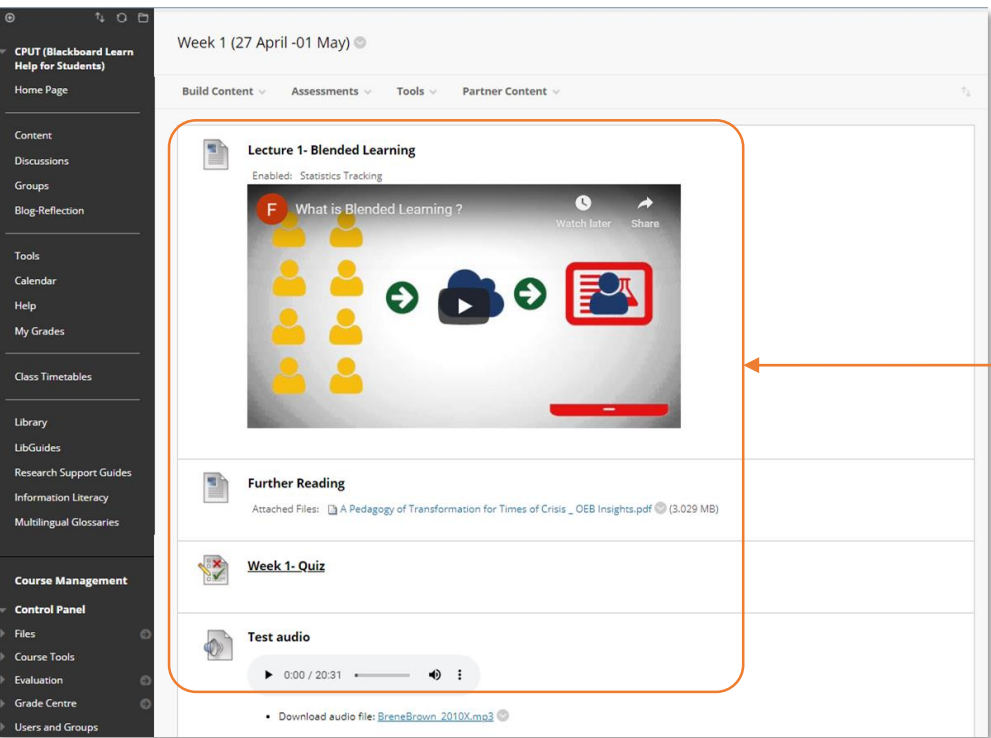 CPUT (Blackboard Learn
Help for Students)
Home Page
Content
Discussions
Groups
Blog-Reflection
Tools
Calendar
Help
My Grades
Class Timetables
Library
LibGuides
Research Support Guides
Information Literacy
Multilingual Glossaries
Course Management
Control Panel
Files
Course Tools
Evaluation
Grade Centre
Users and Groups
Week 1 (27 April -01 May)
Build Content Assessments Tools Partner Content
Lecture 1- Blended Learning
Enabled: Statistics Tracking
F What is Blended Learning ?
Watch later Share
Further Reading
Attached Files: A Pedagogy of Transformation for Times of Crisis _ OEB Insights.pdf (3.029 MB)
Week 1- Quiz
Test audio
0:00 / 20:31
Download audio file: BreneBrown_2010X.mp3